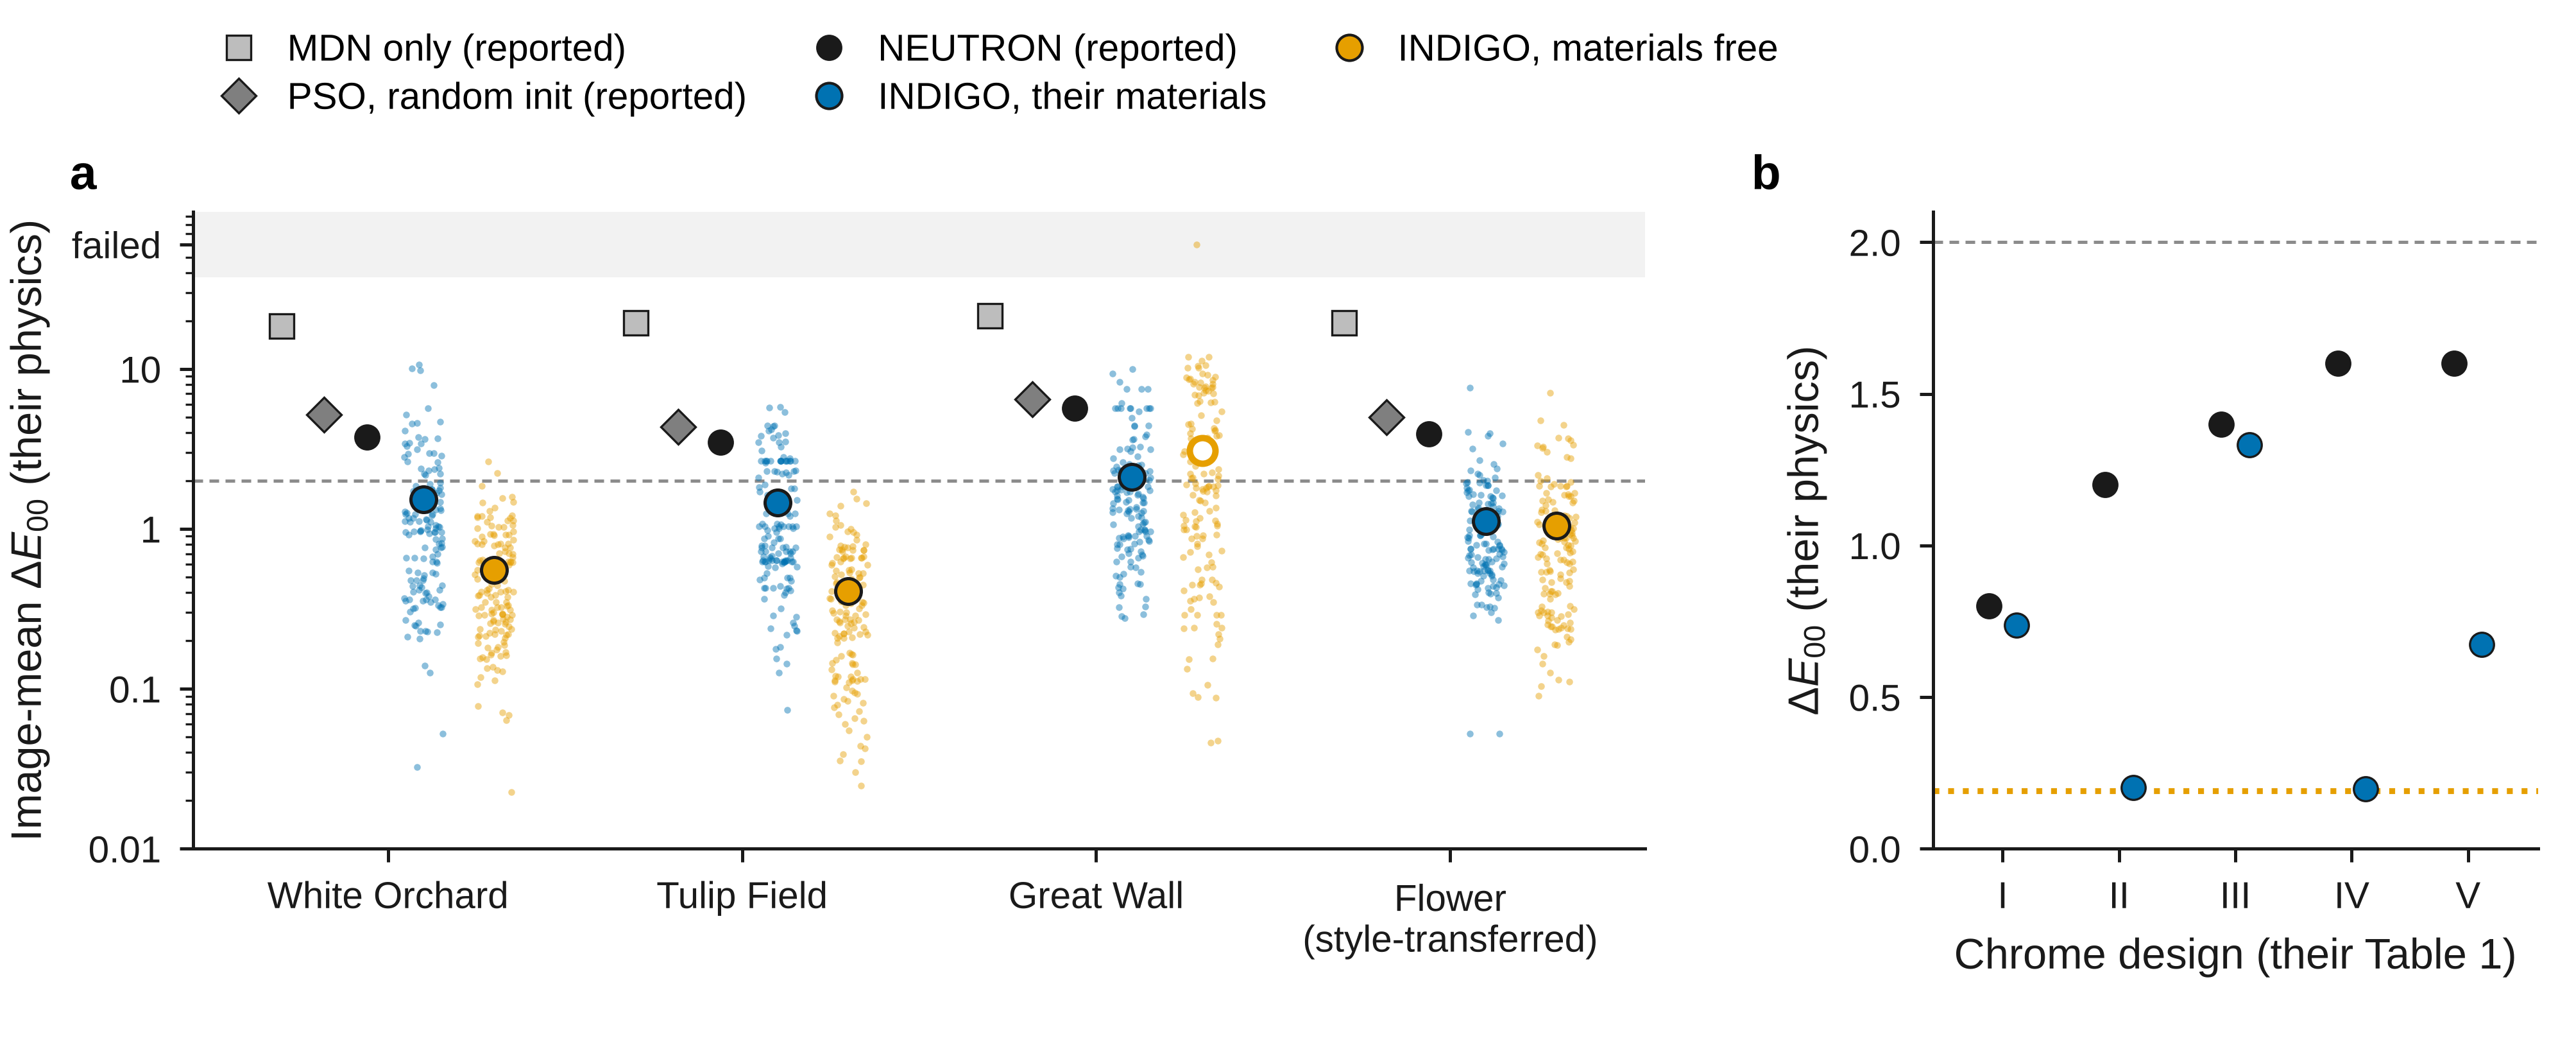 MDN only (reported)
PSO, random init (reported)
NEUTRON (reported)
INDIGO, their materials
INDIGO, materials free
a
Image-mean ΔE00 (their physics)
failed
10
1
0.1
0.01
White Orchard
Tulip Field
Great Wall
Flower
(style-transferred)
b
ΔE00 (their physics)
2.0
1.5
1.0
0.5
0.0
I
II
III
IV
V
Chrome design (their Table 1)